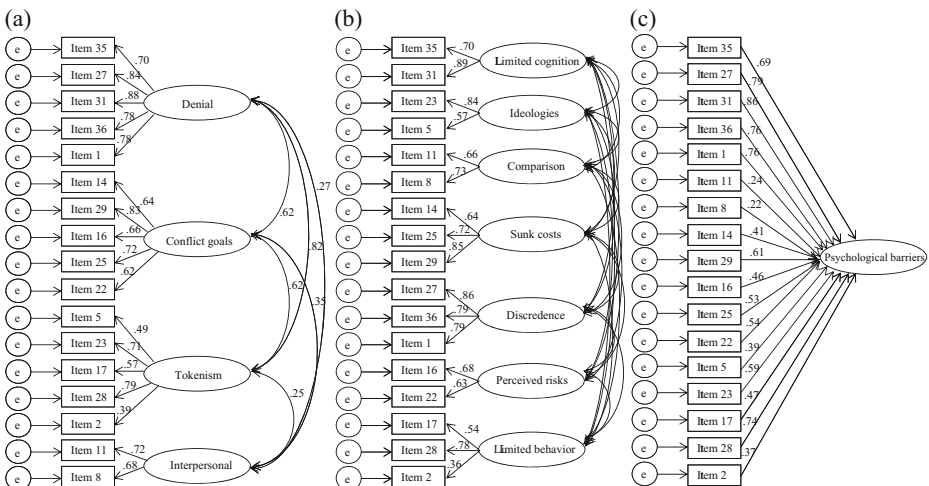 (a)
e Item 35
e Item 27
e Item 31
e Item 36
e Item 1
.70
.84
.88
.78
.78
Denial
e Item 14
e Item 29
e Item 16
e Item 25
e Item 22
.64
.83
.66
.72
.62
Conflict goals
e Item 5
e Item 23
e Item 17
e Item 28
e Item 2
.49
.71
.57
.79
.39
Tokenism
e Item 11
e Item 8
.72
.68
Interpersonal
.27
.62
.82
.62
.35
.25
(b)
e Item 35
e Item 31
.70
.89
Limited cognition
e Item 23
e Item 5
.84
.57
Ideologies
e Item 11
e Item 8
.66
.73
Comparison
e Item 14
e Item 25
e Item 29
.64
.72
.85
Sunk costs
e Item 27
e Item 36
e Item 1
.86
.79
.79
Discredence
e Item 16
e Item 22
.68
.63
Perceived risks
e Item 17
e Item 28
e Item 2
.54
.78
.36
Limited behavior
(c)
e Item 35 .69
e Item 27 .79
e Item 31 .86
e Item 36 .76
e Item 1 .76
e Item 11 .24
e Item 8 .22
e Item 14 .41
e Item 29 .61
e Item 16 .46
e Item 25 .53
e Item 22 .54
e Item 5 .39
e Item 23 .59
e Item 17 .47
e Item 28 .74
e Item 2 .37
Psychological barriers